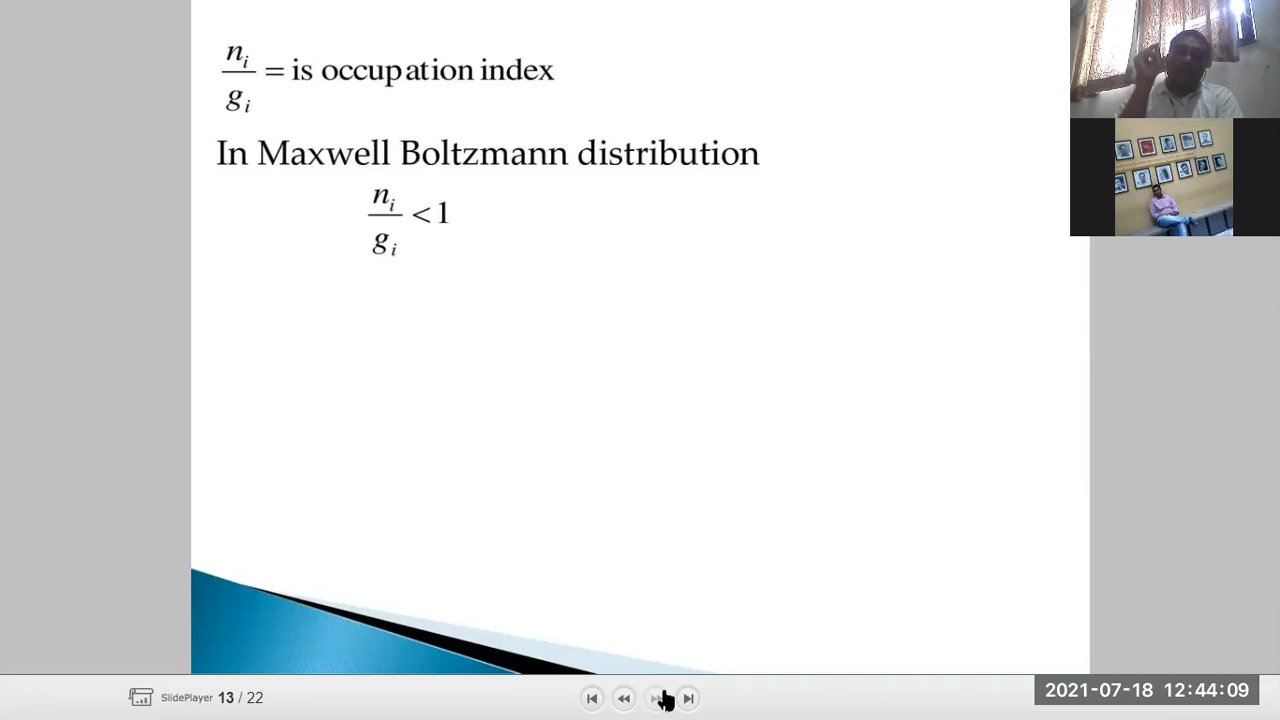 n_i / g_i = is occupation index
In Maxwell Boltzmann distribution
n_i / g_i < 1
SlidePlayer 13 / 22
2021-07-18 12:44:09